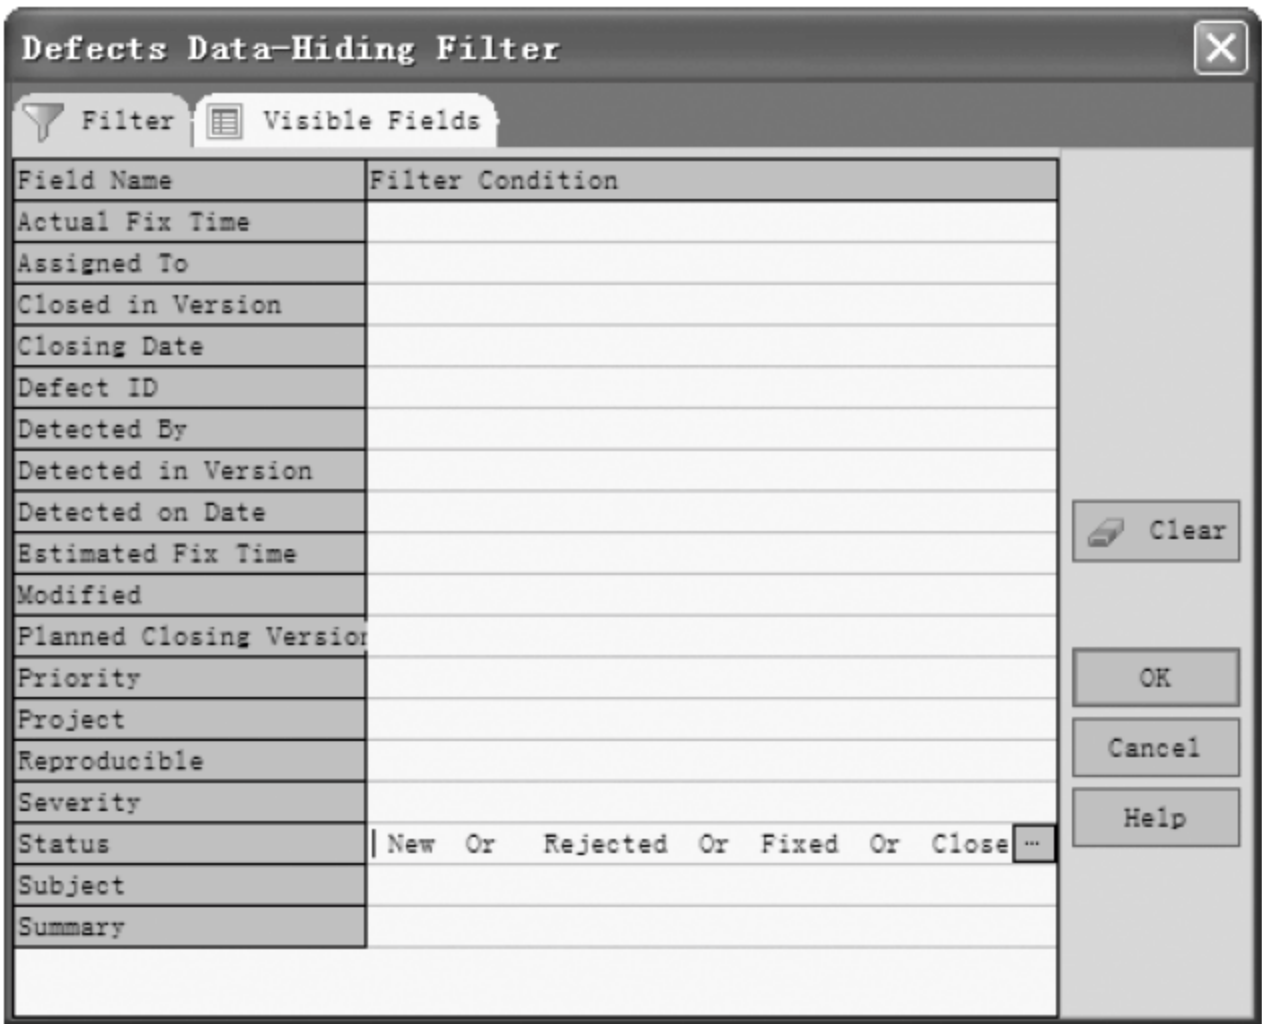 Defects Data-Hiding Filter
Filter Visible Fields
Field Name Filter Condition
Actual Fix Time
Assigned To
Closed in Version
Closing Date
Defect ID
Detected By
Detected in Version
Detected on Date
Estimated Fix Time
Clear
Modified
Planned Closing Version
Priority
OK
Project
Reproducible
Cancel
Severity
Help
Status New Or Rejected Or Fixed Or Close ...
Subject
Summary